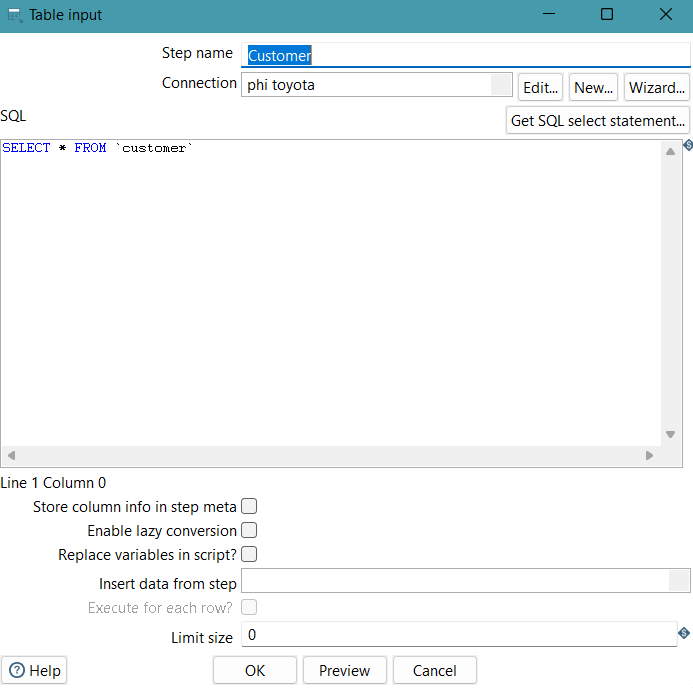 Table input
Step name Customer
Connection phi toyota Edit... New... Wizard...
SQL Get SQL select statement...
SELECT * FROM `customer`
Line 1 Column 0
Store column info in step meta
Enable lazy conversion
Replace variables in script?
Insert data from step
Execute for each row?
Limit size 0
Help OK Preview Cancel